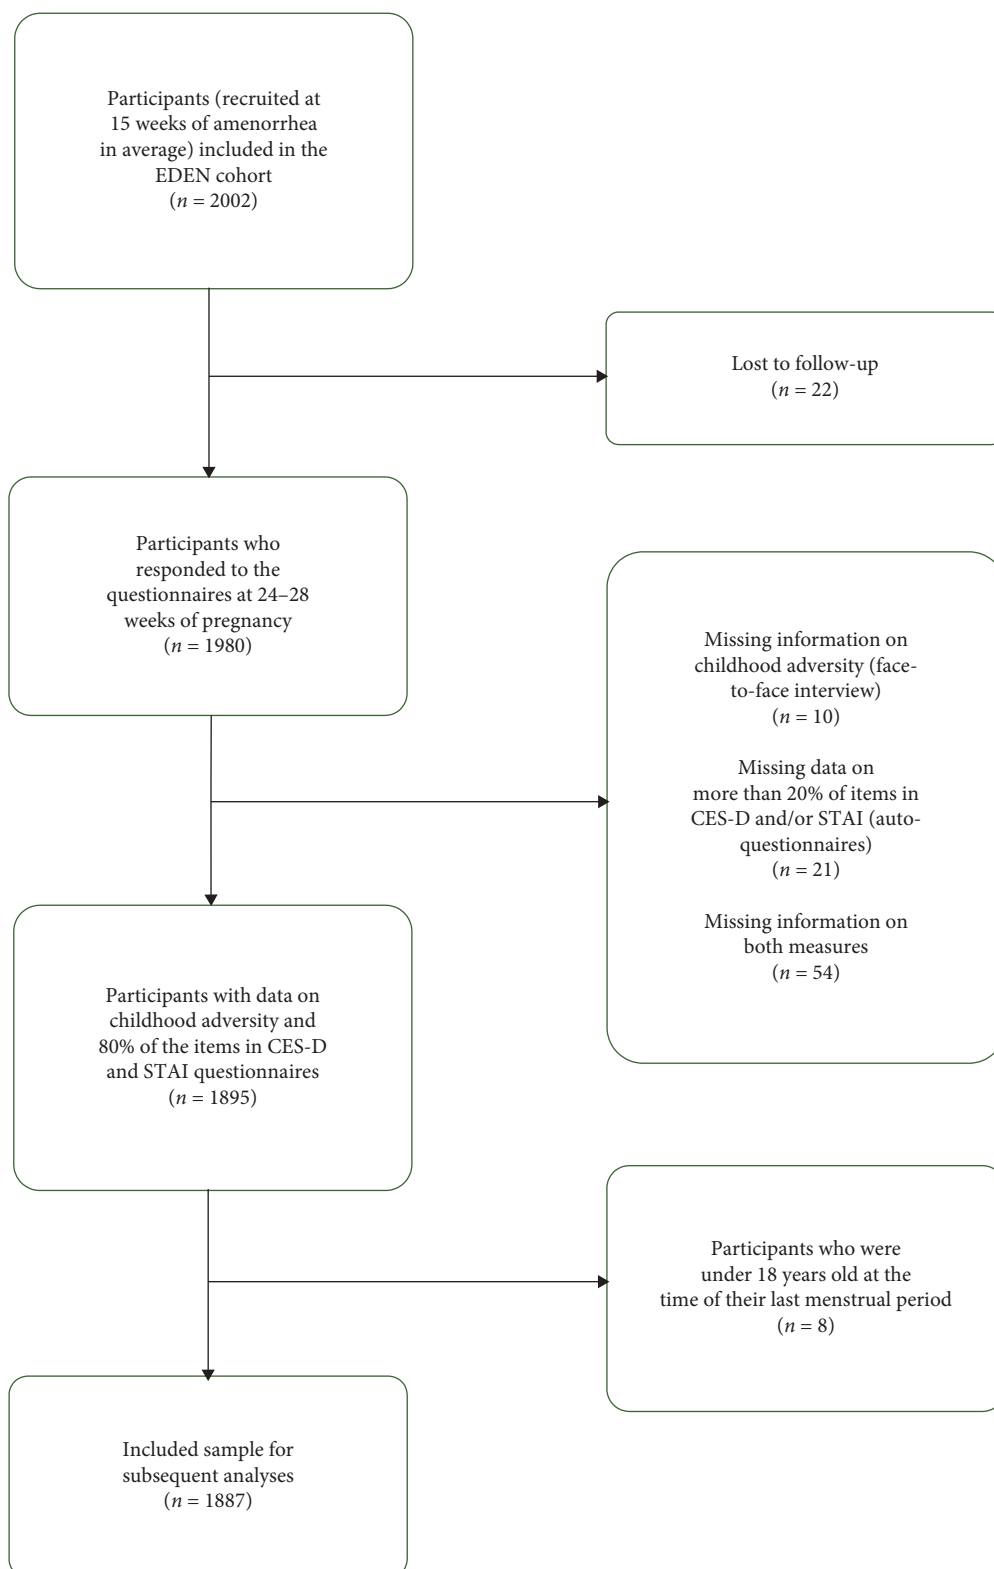 Participants (recruited at
15 weeks of amenorrhea
in average) included in the
EDEN cohort
(n = 2002)
Lost to follow-up
(n = 22)
Participants who
responded to the
questionnaires at 24–28
weeks of pregnancy
(n = 1980)
Missing information on
childhood adversity (face-
to-face interview)
(n = 10)
Missing data on
more than 20% of items in
CES-D and/or STAI (auto-
questionnaires)
(n = 21)
Missing information on
both measures
(n = 54)
Participants with data on
childhood adversity and
80% of the items in CES-D
and STAI questionnaires
(n = 1895)
Participants who were
under 18 years old at the
time of their last menstrual period
(n = 8)
Included sample for
subsequent analyses
(n = 1887)